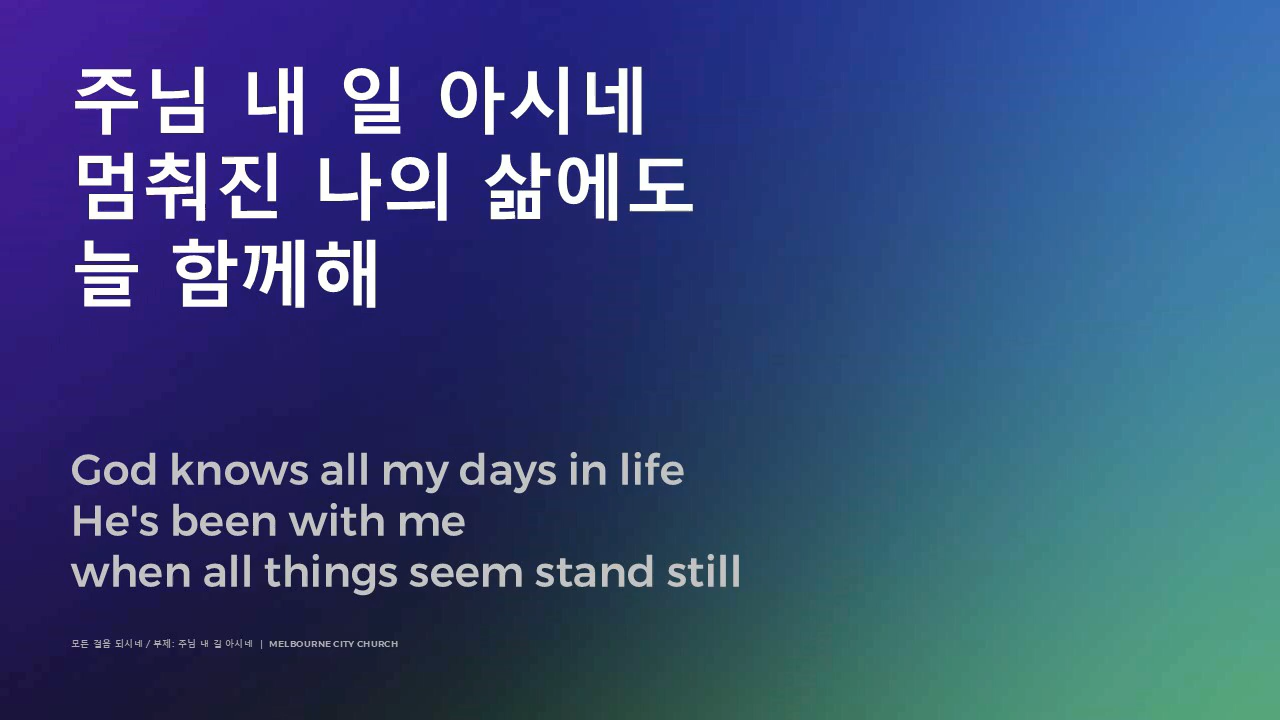 주님 내 일 아시네
멈춰진 나의 삶에도
늘 함께해
God knows all my days in life
He's been with me
when all things seem stand still
모든 걸음 되시네 / 부제: 주님 내 길 아시네 | MELBOURNE CITY CHURCH